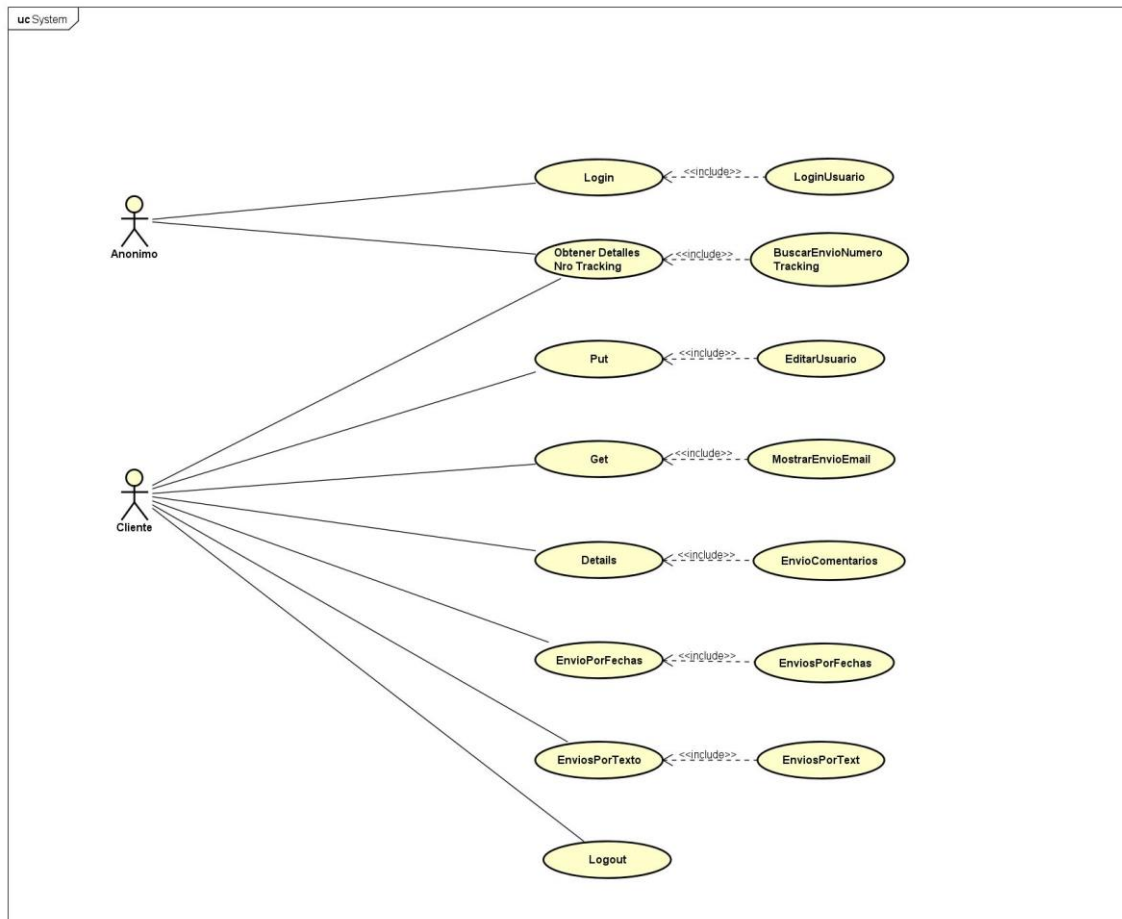 uc System
Login
<<include>>
LoginUsuario
Anonimo
Obtener Detalles
Nro Tracking
<<include>>
BuscarEnvioNumero
Tracking
Put
<<include>>
EditarUsuario
Get
<<include>>
MostrarEnvioEmail
Cliente
Details
<<include>>
EnvioComentarios
EnvioPorFechas
<<include>>
EnviosPorFechas
EnviosPorTexto
<<include>>
EnviosPorText
Logout